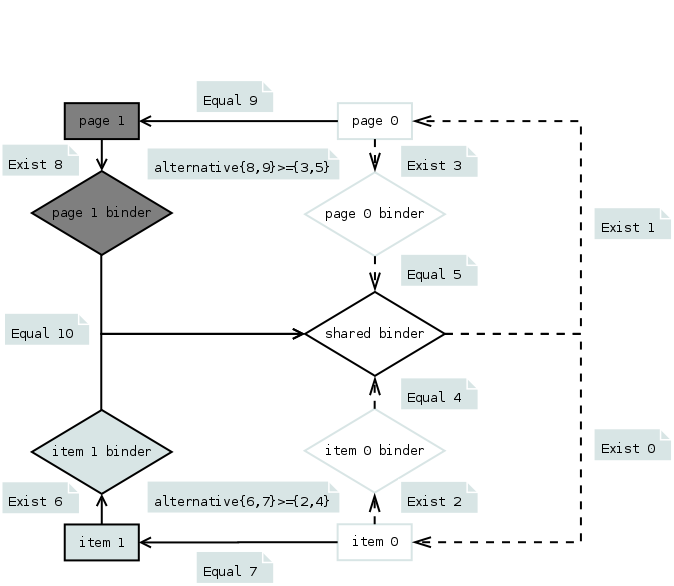 Equal 9
page 1
page 0
Exist 8
alternative{8,9}>={3,5}
Exist 3
page 1 binder
page 0 binder
Exist 1
Equal 5
Equal 10
shared binder
Equal 4
item 1 binder
item 0 binder
Exist 0
Exist 6
alternative{6,7}>={2,4}
Exist 2
item 1
item 0
Equal 7